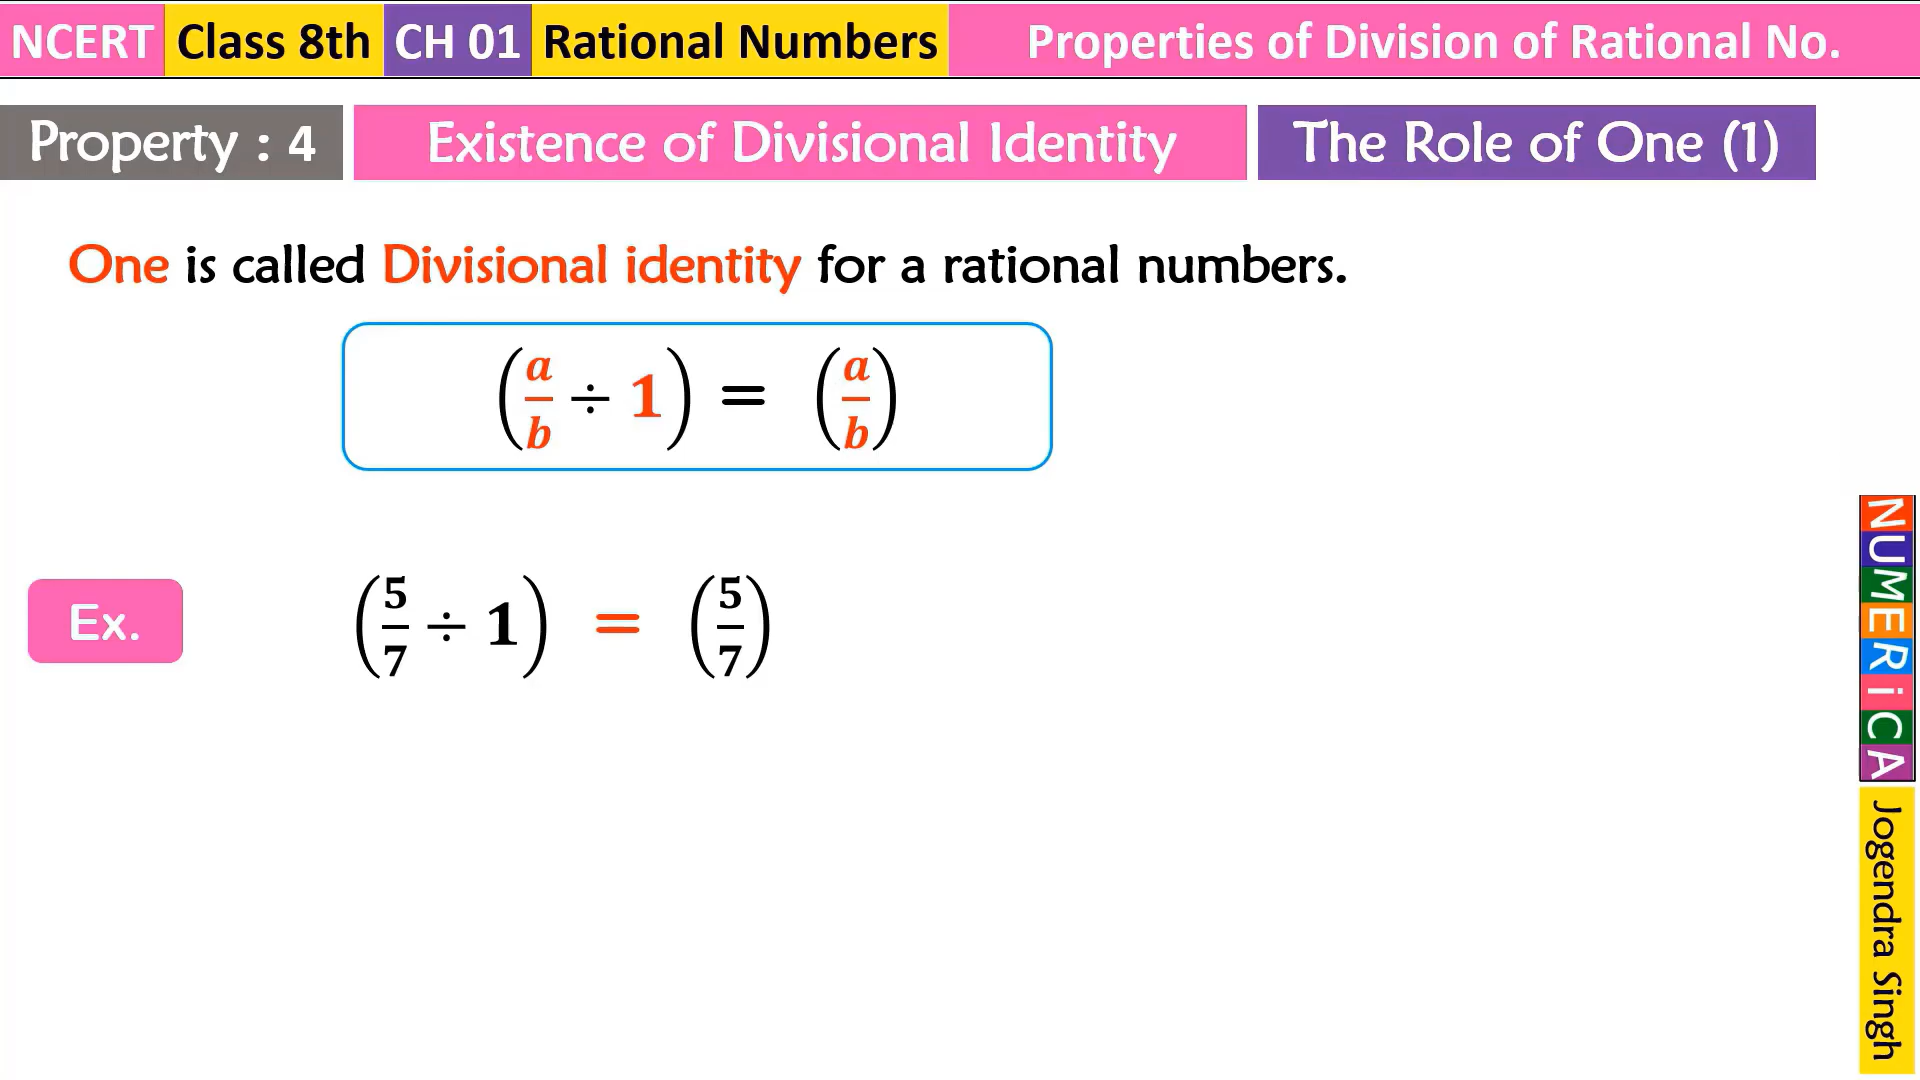 NCERT Class 8th CH 01 Rational Numbers Properties of Division of Rational No.
Property : 4 Existence of Divisional Identity The Role of One (1)
One is called Divisional identity for a rational numbers.
(a/b ÷ 1) = (a/b)
Ex. (5/7 ÷ 1) = (5/7)
NUMERiCA
Jogendra Singh